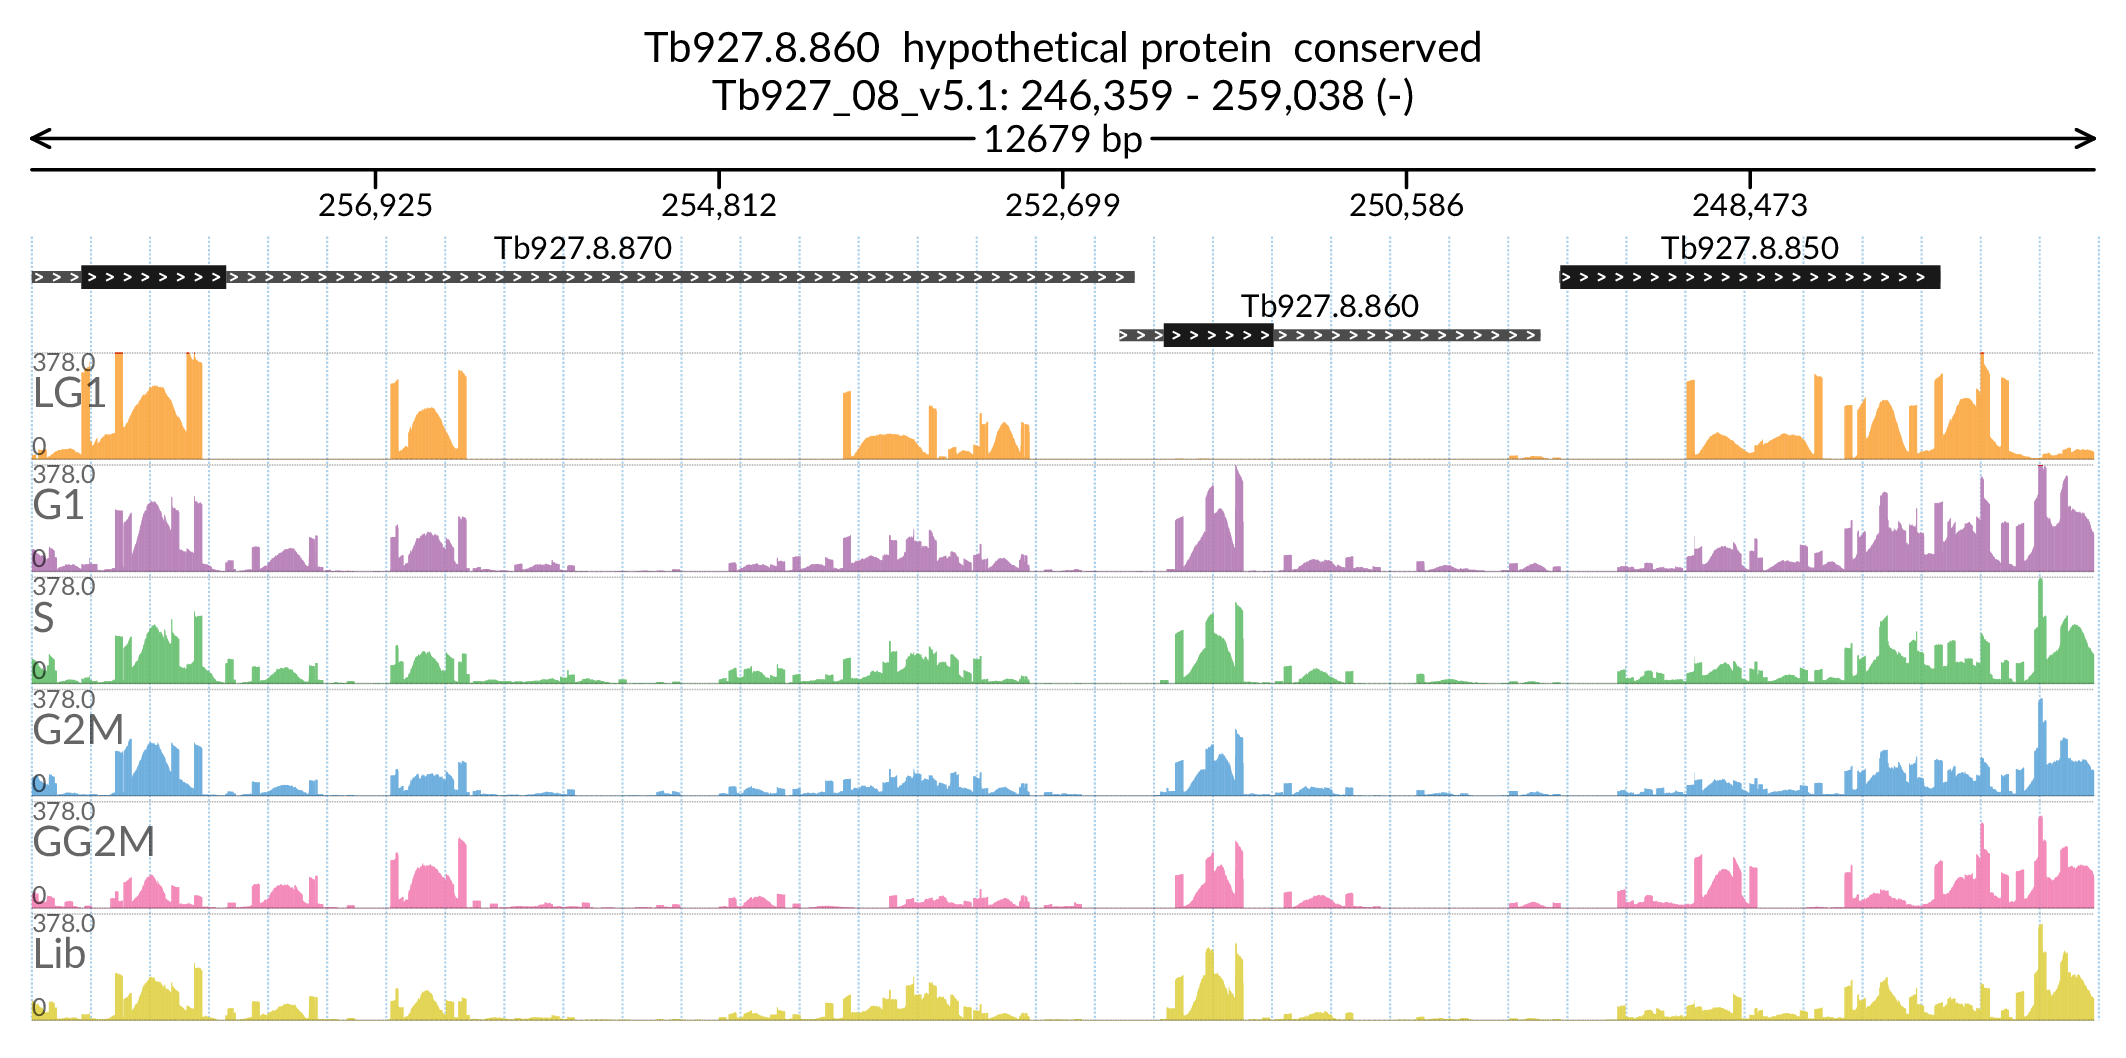 Tb927.8.860  hypothetical protein  conserved
Tb927_08_v5.1: 246,359 - 259,038 (-)
12679 bp
256,925 254,812 252,699 250,586 248,473
Tb927.8.870 Tb927.8.850
Tb927.8.860
378.0
LG1
0
378.0
G1
0
378.0
S
0
378.0
G2M
0
378.0
GG2M
0
378.0
Lib
0